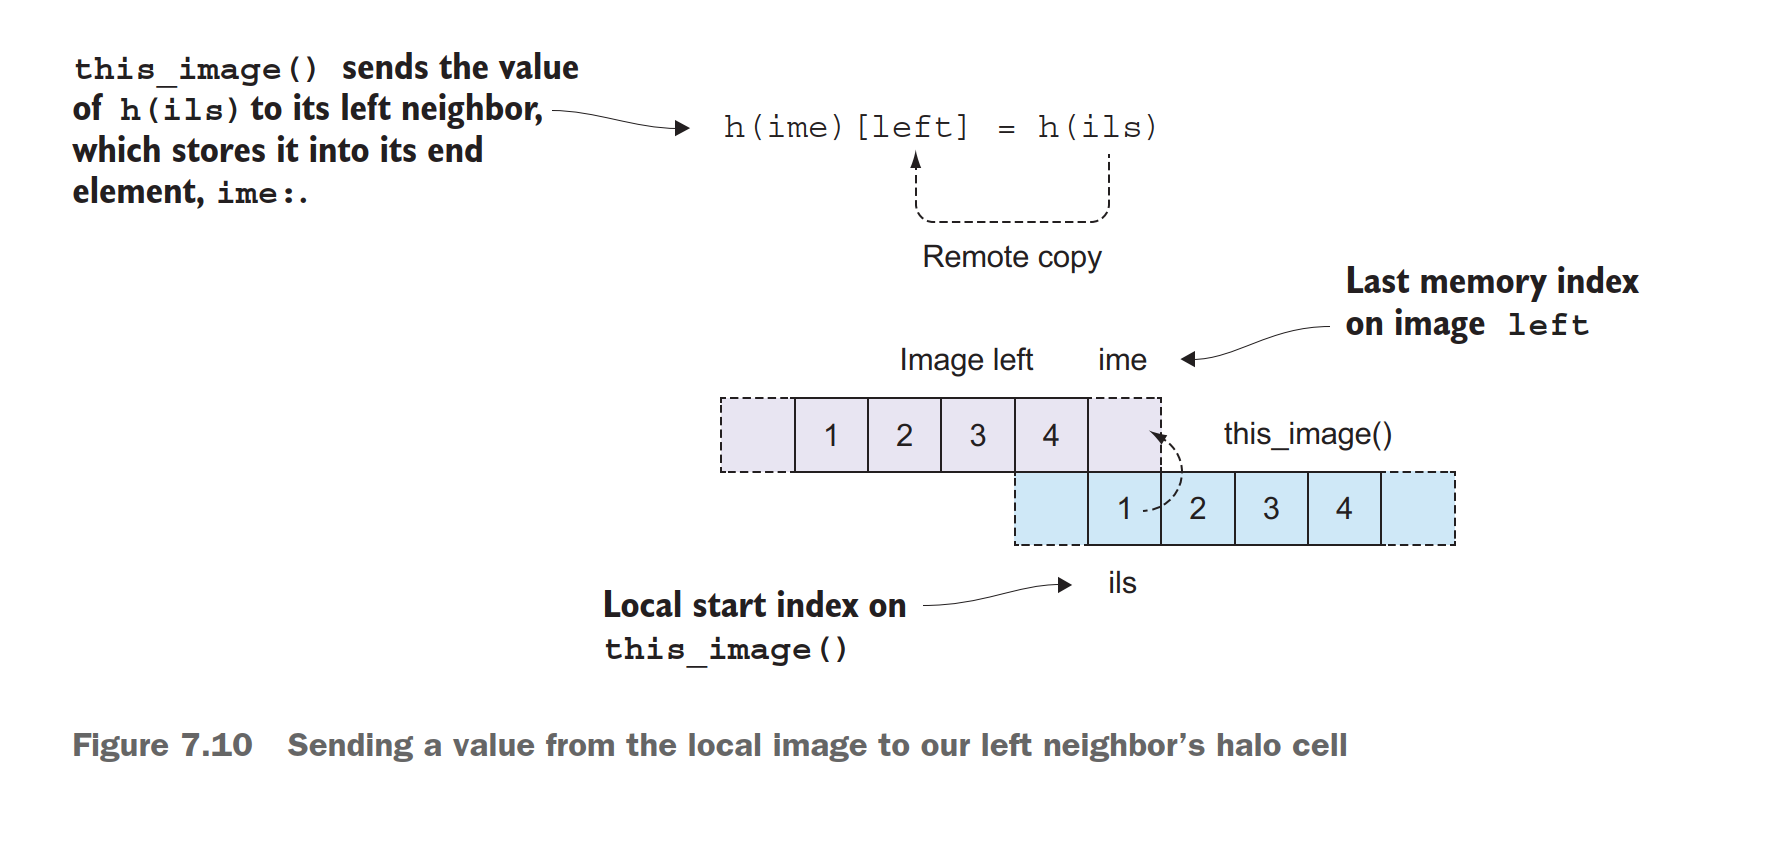 this_image() sends the value
of h(ils) to its left neighbor,
which stores it into its end
element, ime:.
h(ime)[left] = h(ils)
Remote copy
Last memory index
on image left
Image left ime
1 2 3 4
this_image()
1 2 3 4
ils
Local start index on
this_image()
Figure 7.10 Sending a value from the local image to our left neighbor’s halo cell